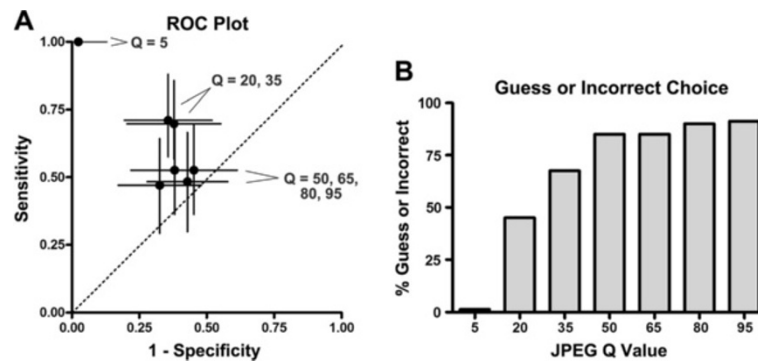 A
ROC Plot
1.00
0.75
0.50
0.25
0.00
0.00 0.25 0.50 0.75 1.00
Sensitivity
1 - Specificity
Q = 5
Q = 20, 35
Q = 50, 65,
80, 95
B
Guess or Incorrect Choice
100
75
50
25
0
5 20 35 50 65 80 95
% Guess or Incorrect
JPEG Q Value